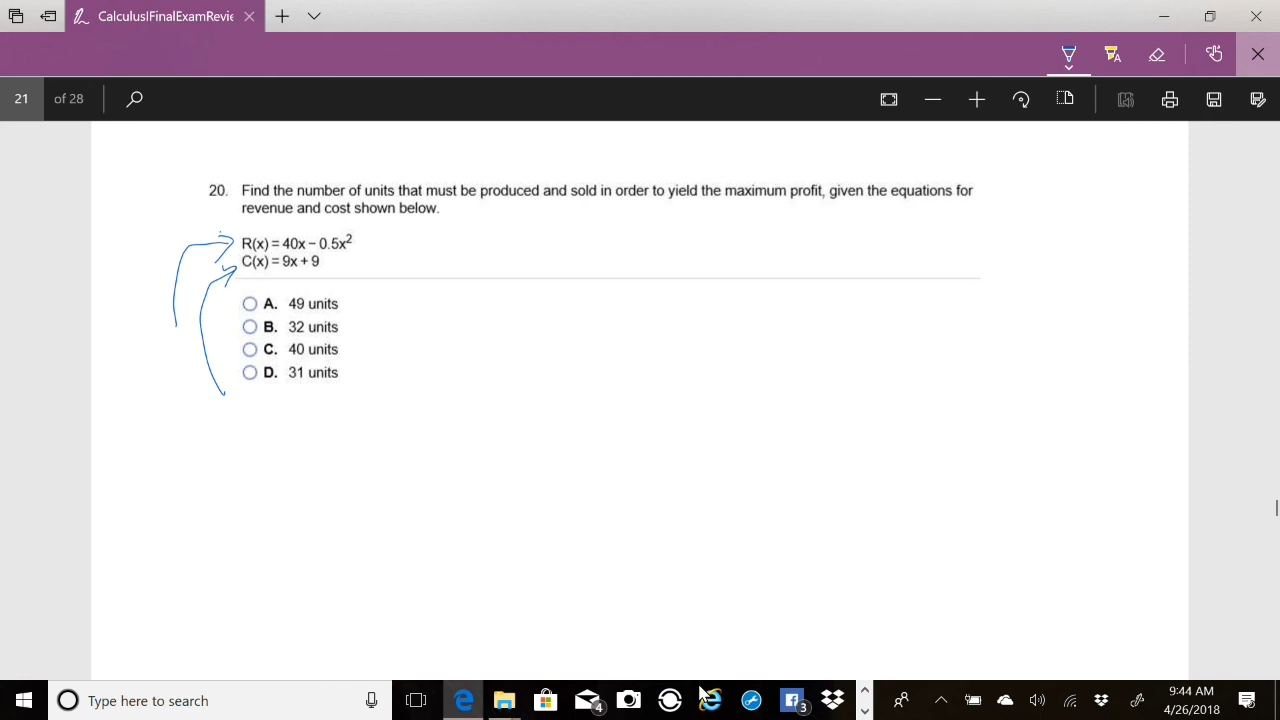 CalculusIFinalExamRevie
21 of 28
20. Find the number of units that must be produced and sold in order to yield the maximum profit, given the equations for
revenue and cost shown below.
R(x) = 40x − 0.5x²
C(x) = 9x + 9
A. 49 units
B. 32 units
C. 40 units
D. 31 units
Type here to search
4
3
9:44 AM
4/26/2018